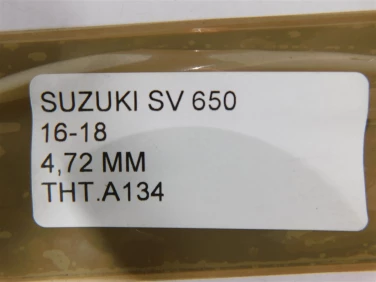 SUZUKI SV 650
16-18
4,72 MM
THT.A134